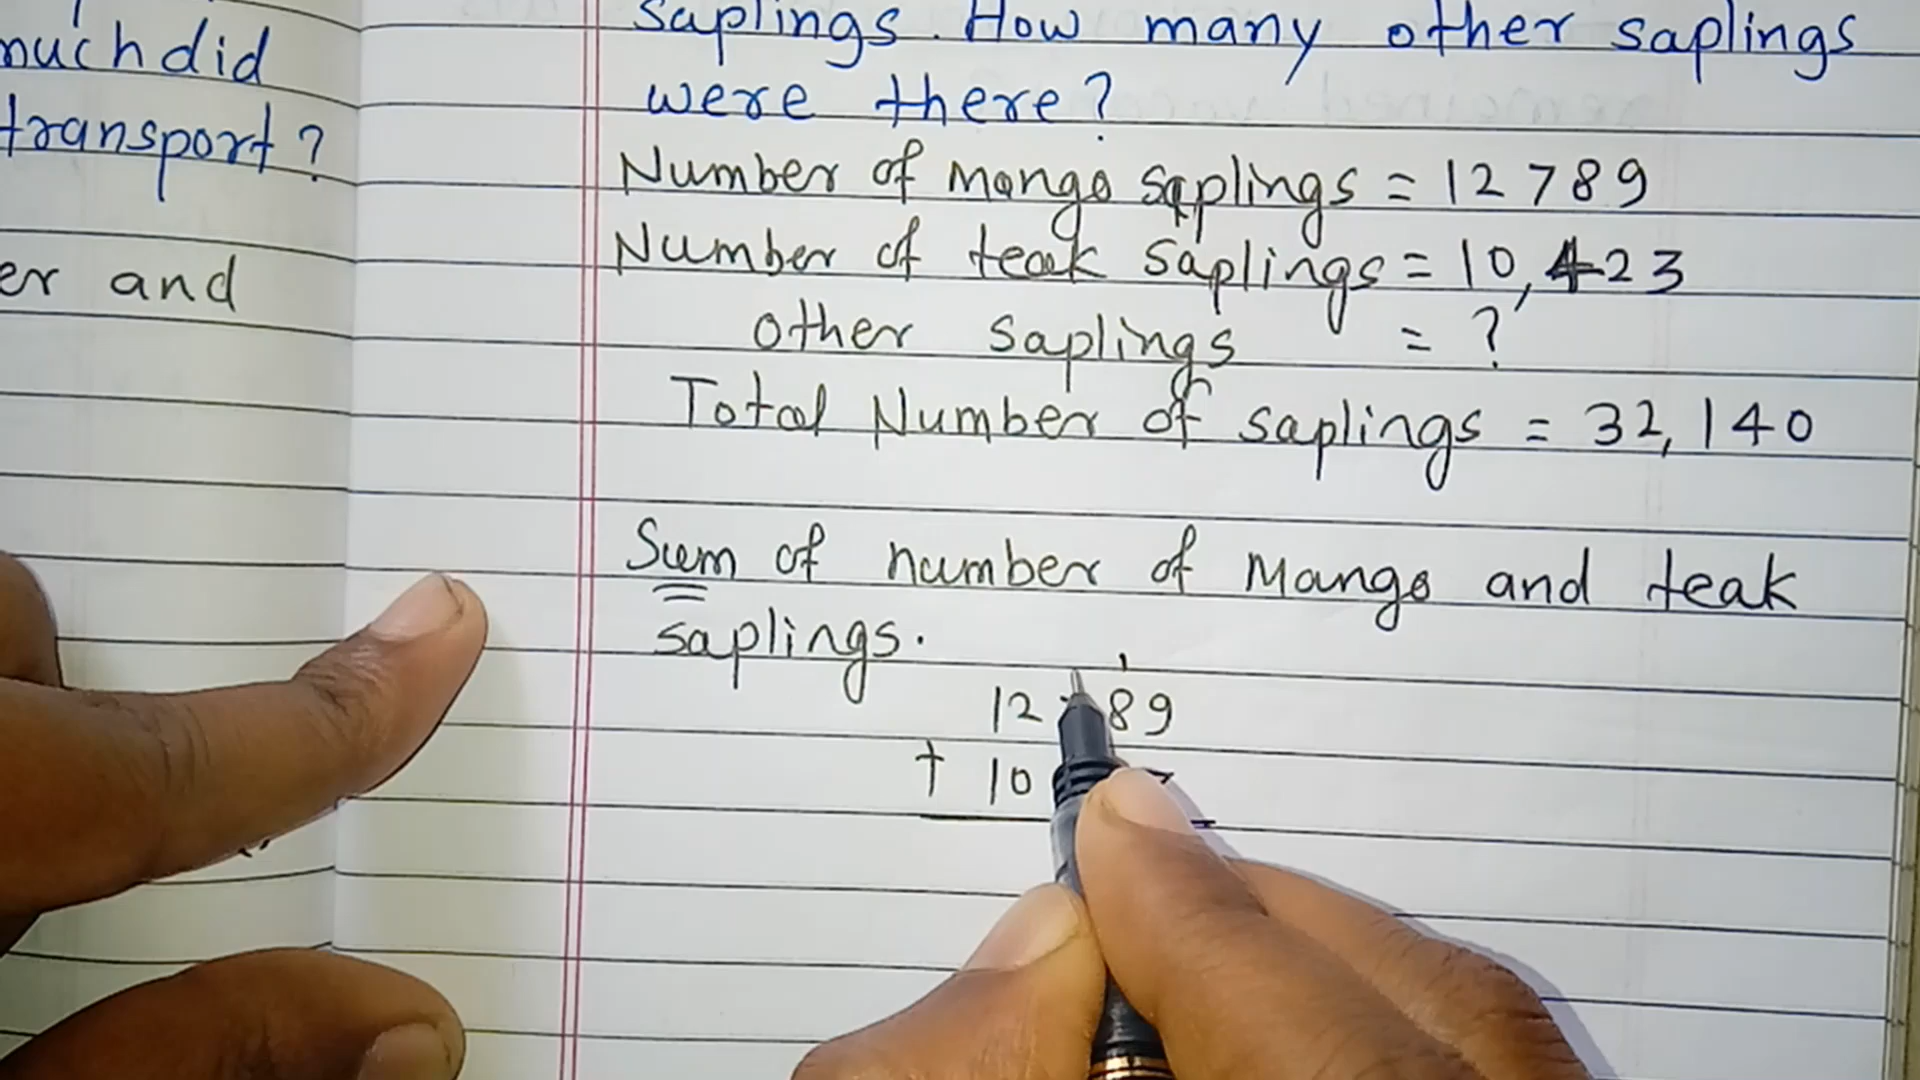 much did
transport?
er and
saplings. How many other saplings
were there?
Number of mango saplings = 12789
Number of teak saplings = 10,423
other saplings = ?
Total Number of saplings = 32,140
Sum of number of Mango and teak
saplings.
1
12 89
+ 10